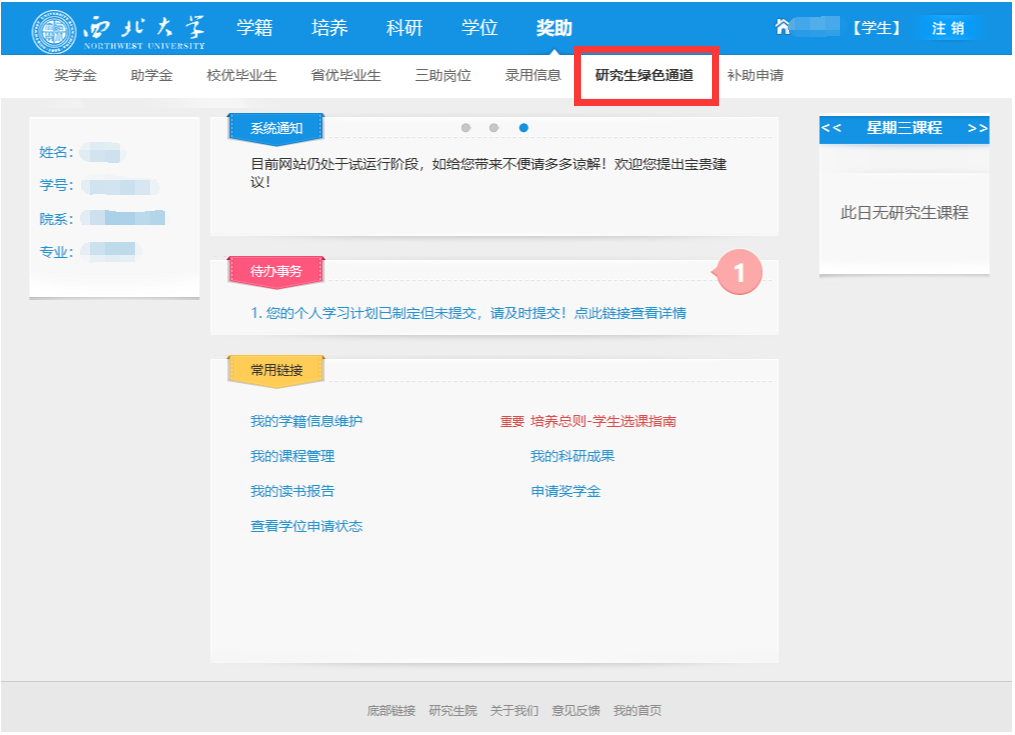 西北大学
NORTHWEST UNIVERSITY
学籍 培养 科研 学位 奖助
【学生】 注 销
奖学金 助学金 校优毕业生 省优毕业生 三助岗位 录用信息 研究生绿色通道 补助申请
姓名：
学号：
院系：
专业：
系统通知
目前网站仍处于试运行阶段，如给您带来不便请多多谅解！欢迎您提出宝贵建
议！
待办事务
1
1. 您的个人学习计划已制定但未提交，请及时提交！点此链接查看详情
常用链接
我的学籍信息维护 重要 培养总则-学生选课指南
我的课程管理 我的科研成果
我的读书报告 申请奖学金
查看学位申请状态
<< 星期三课程 >>
此日无研究生课程
底部链接 研究生院 关于我们 意见反馈 我的首页